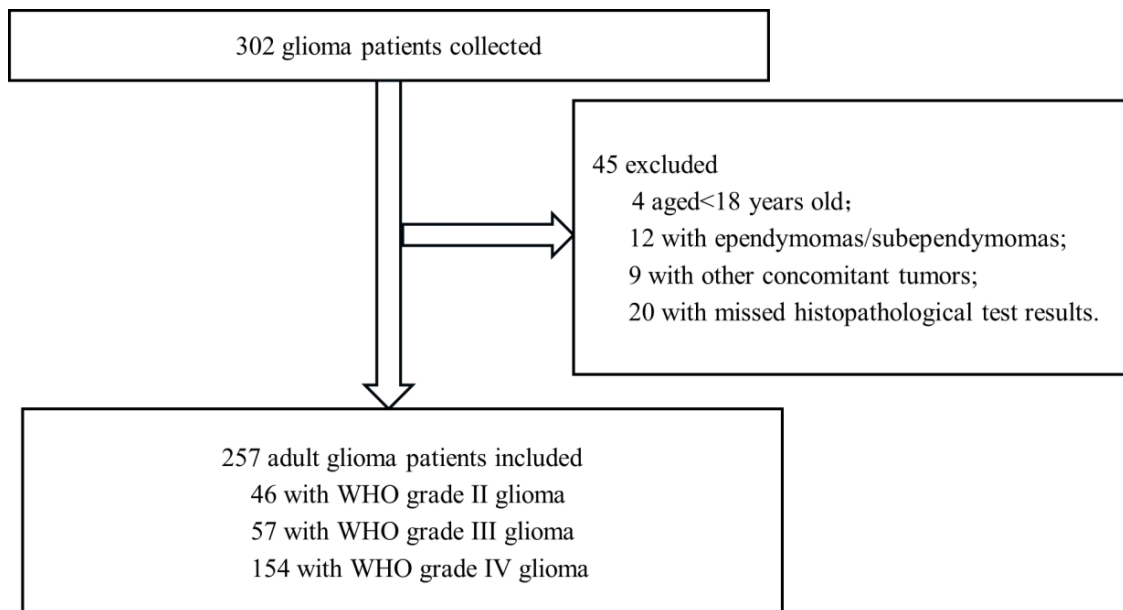 302 glioma patients collected
45 excluded
4 aged<18 years old；
12 with ependymomas/subependymomas;
9 with other concomitant tumors;
20 with missed histopathological test results.
257 adult glioma patients included
46 with WHO grade II glioma
57 with WHO grade III glioma
154 with WHO grade IV glioma